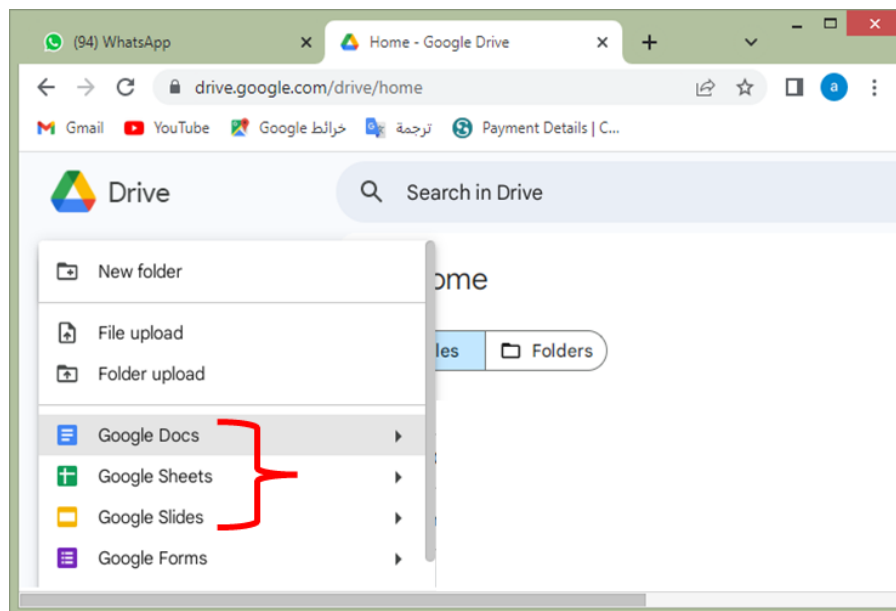 (94) WhatsApp
Home - Google Drive
drive.google.com/drive/home
a
Gmail
YouTube
خرائط Google
ترجمة
Payment Details | C...
Drive
Search in Drive
New folder
ome
File upload
les
Folders
Folder upload
Google Docs
Google Sheets
Google Slides
Google Forms